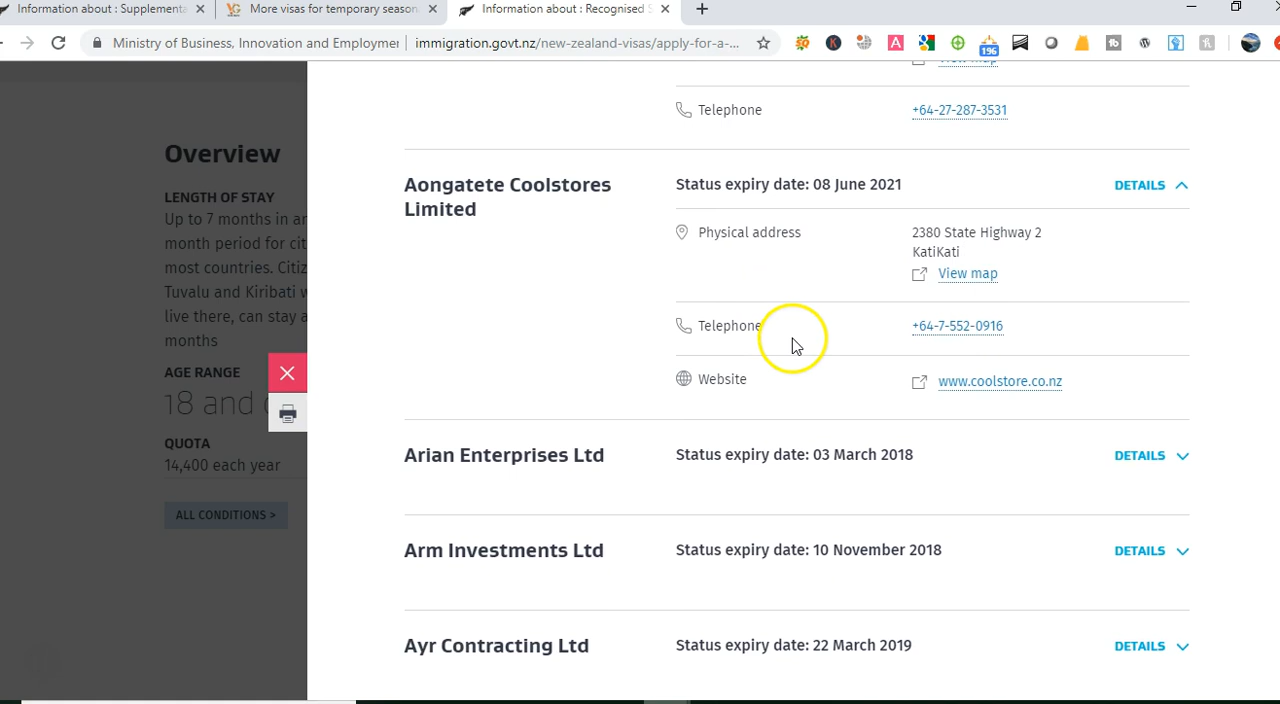 Information about : Supplementa
More visas for temporary season
Information about : Recognised S
Ministry of Business, Innovation and Employmer
immigration.govt.nz/new-zealand-visas/apply-for-a-...
196
View map
Telephone
+64-27-287-3531
Overview
LENGTH OF STAY
Up to 7 months in ar
month period for cit
most countries. Citiz
Tuvalu and Kiribati w
live there, can stay a
months
AGE RANGE
18 and
QUOTA
14,400 each year
ALL CONDITIONS >
Aongatete Coolstores
Limited
Status expiry date: 08 June 2021
DETAILS
Physical address
2380 State Highway 2
KatiKati
View map
Telephone
+64-7-552-0916
Website
www.coolstore.co.nz
Arian Enterprises Ltd
Status expiry date: 03 March 2018
DETAILS
Arm Investments Ltd
Status expiry date: 10 November 2018
DETAILS
Ayr Contracting Ltd
Status expiry date: 22 March 2019
DETAILS